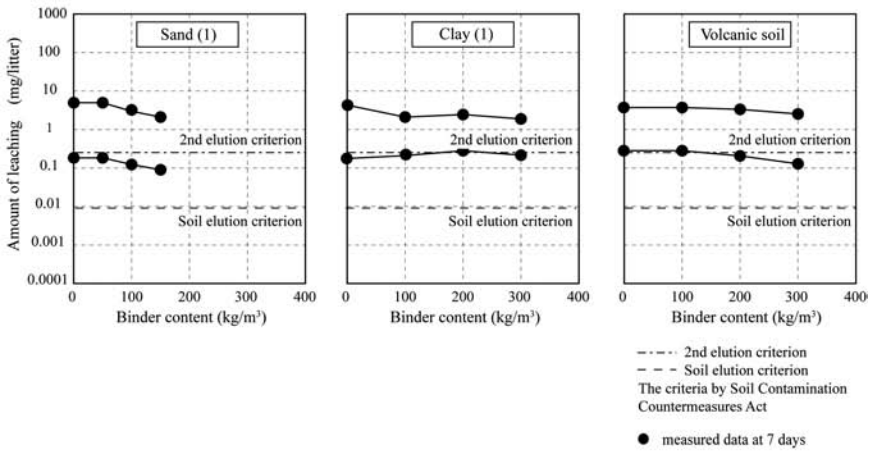 Amount of leaching (mg/litter)
1000
100
10
1
0.1
0.01
0.001
0.0001
Sand (1)
2nd elution criterion
Soil elution criterion
0 100 200 300 400
Binder content (kg/m³)
Clay (1)
2nd elution criterion
Soil elution criterion
0 100 200 300 400
Binder content (kg/m³)
Volcanic soil
2nd elution criterion
Soil elution criterion
0 100 200 300 400
Binder content (kg/m³)
2nd elution criterion
Soil elution criterion
The criteria by Soil Contamination
Countermeasures Act
measured data at 7 days